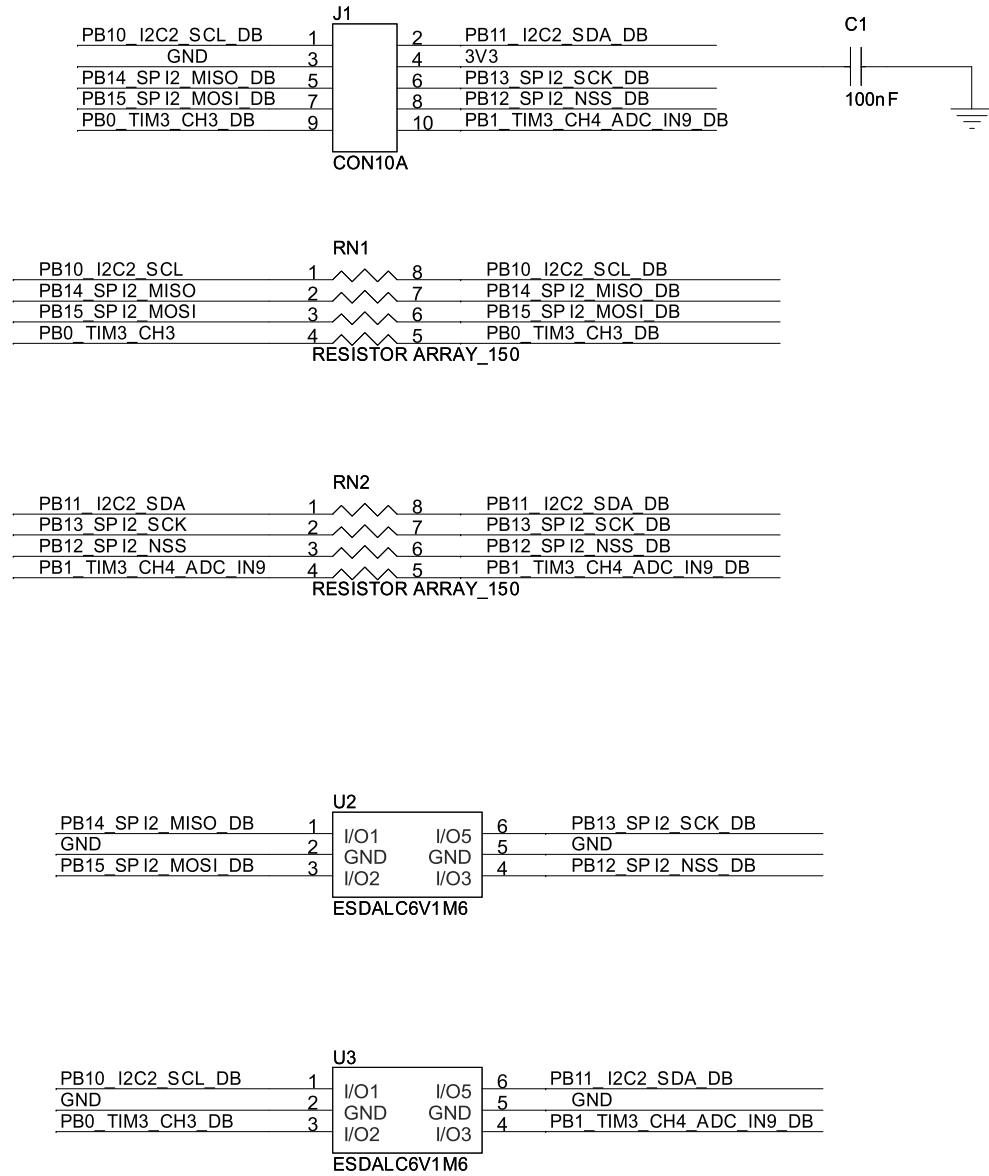 J1
PB10_I2C2_SCL_DB 1 2 PB11_I2C2_SDA_DB
GND 3 4 3V3
PB14_SPI2_MISO_DB 5 6 PB13_SPI2_SCK_DB
PB15_SPI2_MOSI_DB 7 8 PB12_SPI2_NSS_DB
PB0_TIM3_CH3_DB 9 10 PB1_TIM3_CH4_ADC_IN9_DB
CON10A
C1
100nF
RN1
PB10_I2C2_SCL 1 8 PB10_I2C2_SCL_DB
PB14_SPI2_MISO 2 7 PB14_SPI2_MISO_DB
PB15_SPI2_MOSI 3 6 PB15_SPI2_MOSI_DB
PB0_TIM3_CH3 4 5 PB0_TIM3_CH3_DB
RESISTOR ARRAY_150
RN2
PB11_I2C2_SDA 1 8 PB11_I2C2_SDA_DB
PB13_SPI2_SCK 2 7 PB13_SPI2_SCK_DB
PB12_SPI2_NSS 3 6 PB12_SPI2_NSS_DB
PB1_TIM3_CH4_ADC_IN9 4 5 PB1_TIM3_CH4_ADC_IN9_DB
RESISTOR ARRAY_150
U2
PB14_SPI2_MISO_DB 1 I/O1 I/O5 6 PB13_SPI2_SCK_DB
GND 2 GND GND 5 GND
PB15_SPI2_MOSI_DB 3 I/O2 I/O3 4 PB12_SPI2_NSS_DB
ESDALC6V1M6
U3
PB10_I2C2_SCL_DB 1 I/O1 I/O5 6 PB11_I2C2_SDA_DB
GND 2 GND GND 5 GND
PB0_TIM3_CH3_DB 3 I/O2 I/O3 4 PB1_TIM3_CH4_ADC_IN9_DB
ESDALC6V1M6